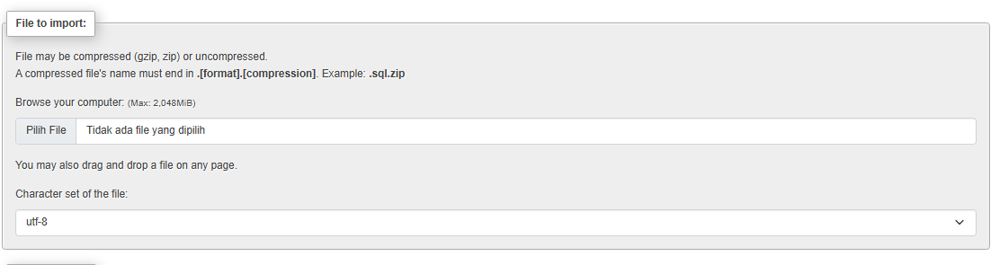 File to import:
File may be compressed (gzip, zip) or uncompressed.
A compressed file's name must end in .[format].[compression]. Example: .sql.zip
Browse your computer: (Max: 2,048MiB)
Pilih File Tidak ada file yang dipilih
You may also drag and drop a file on any page.
Character set of the file:
utf-8